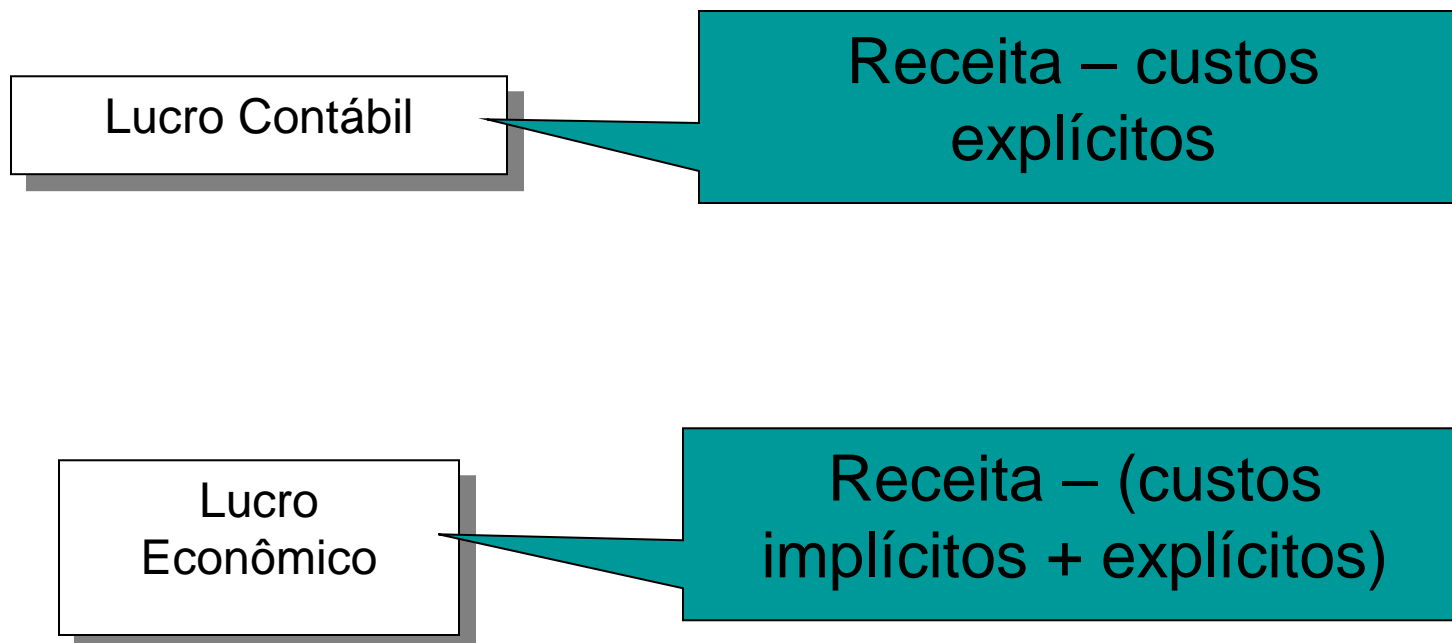 Lucro Contábil
Receita – custos
explícitos
Lucro
Econômico
Receita – (custos
implícitos + explícitos)